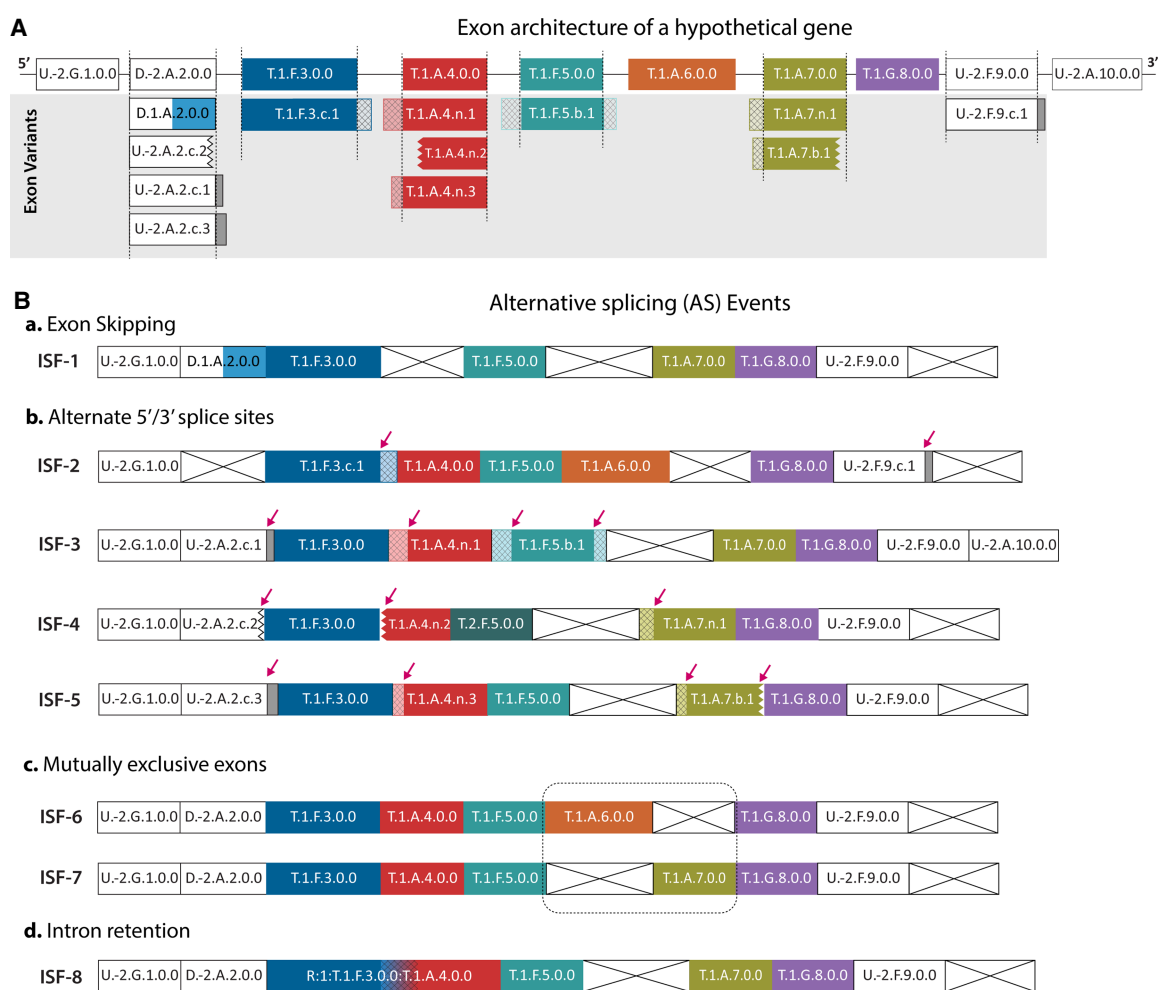 A
Exon architecture of a hypothetical gene
5′ U.-2.G.1.0.0 D.-2.A.2.0.0 T.1.F.3.0.0 T.1.A.4.0.0 T.1.F.5.0.0 T.1.A.6.0.0 T.1.A.7.0.0 T.1.G.8.0.0 U.-2.F.9.0.0 U.-2.A.10.0.0 3′
Exon Variants
D.1.A.2.0.0 T.1.F.3.c.1 T.1.A.4.n.1 T.1.F.5.b.1 T.1.A.7.n.1 U.-2.F.9.c.1
U.-2.A.2.c.2 T.1.A.4.n.2 T.1.A.7.b.1
U.-2.A.2.c.1 T.1.A.4.n.3
U.-2.A.2.c.3
B
Alternative splicing (AS) Events
a. Exon Skipping
ISF-1 U.-2.G.1.0.0 D.1.A.2.0.0 T.1.F.3.0.0 T.1.F.5.0.0 T.1.A.7.0.0 T.1.G.8.0.0 U.-2.F.9.0.0
b. Alternate 5′/3′ splice sites
ISF-2 U.-2.G.1.0.0 T.1.F.3.c.1 T.1.A.4.0.0 T.1.F.5.0.0 T.1.A.6.0.0 T.1.G.8.0.0 U.-2.F.9.c.1
ISF-3 U.-2.G.1.0.0 U.-2.A.2.c.1 T.1.F.3.0.0 T.1.A.4.n.1 T.1.F.5.b.1 T.1.A.7.0.0 T.1.G.8.0.0 U.-2.F.9.0.0 U.-2.A.10.0.0
ISF-4 U.-2.G.1.0.0 U.-2.A.2.c.2 T.1.F.3.0.0 T.1.A.4.n.2 T.2.F.5.0.0 T.1.A.7.n.1 T.1.G.8.0.0 U.-2.F.9.0.0
ISF-5 U.-2.G.1.0.0 U.-2.A.2.c.3 T.1.F.3.0.0 T.1.A.4.n.3 T.1.F.5.0.0 T.1.A.7.b.1 T.1.G.8.0.0 U.-2.F.9.0.0
c. Mutually exclusive exons
ISF-6 U.-2.G.1.0.0 D.-2.A.2.0.0 T.1.F.3.0.0 T.1.A.4.0.0 T.1.F.5.0.0 T.1.A.6.0.0 T.1.G.8.0.0 U.-2.F.9.0.0
ISF-7 U.-2.G.1.0.0 D.-2.A.2.0.0 T.1.F.3.0.0 T.1.A.4.0.0 T.1.F.5.0.0 T.1.A.7.0.0 T.1.G.8.0.0 U.-2.F.9.0.0
d. Intron retention
ISF-8 U.-2.G.1.0.0 D.-2.A.2.0.0 R:1:T.1.F.3.0.0:T.1.A.4.0.0 T.1.F.5.0.0 T.1.A.7.0.0 T.1.G.8.0.0 U.-2.F.9.0.0